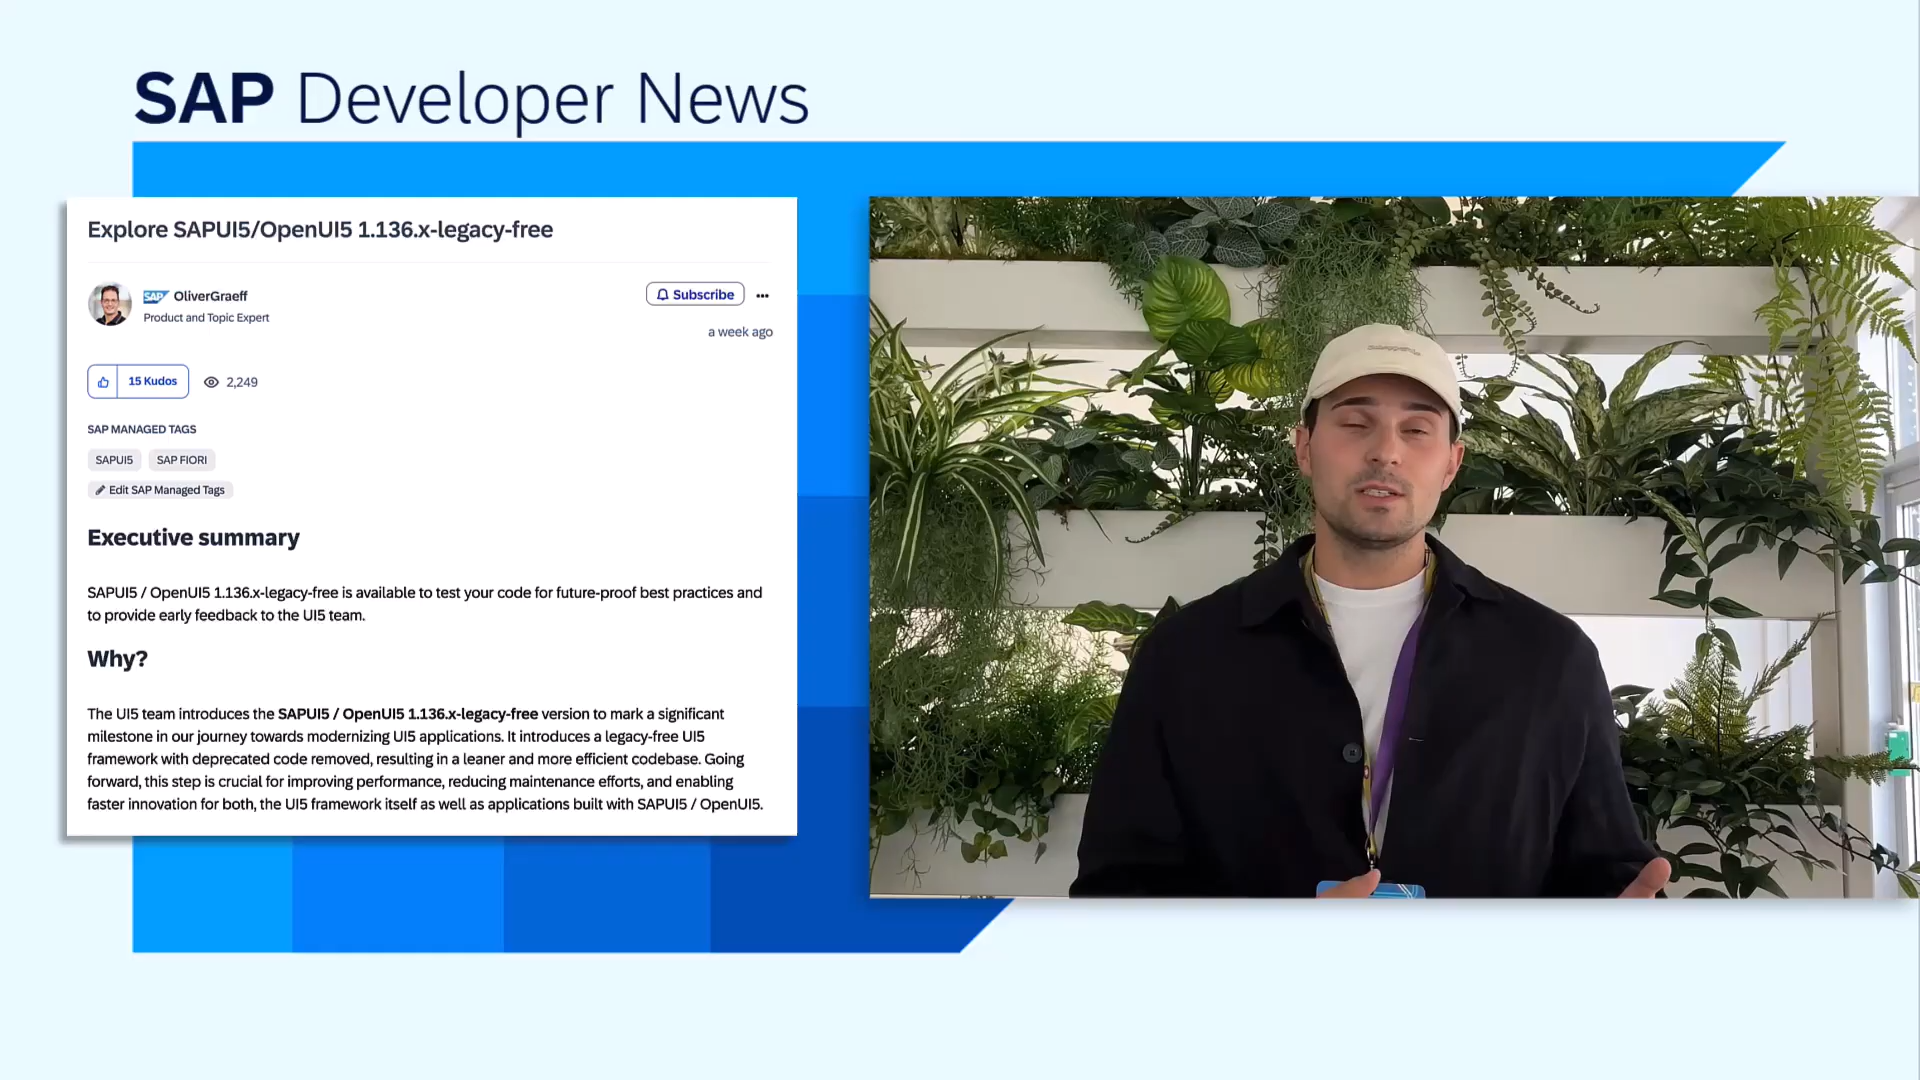 SAP Developer News
Explore SAPUI5/OpenUI5 1.136.x-legacy-free
SAP OliverGraeff
Product and Topic Expert
Subscribe
a week ago
15 Kudos
2,249
SAP MANAGED TAGS
SAPUI5 SAP FIORI
Edit SAP Managed Tags
Executive summary
SAPUI5 / OpenUI5 1.136.x-legacy-free is available to test your code for future-proof best practices and
to provide early feedback to the UI5 team.
Why?
The UI5 team introduces the SAPUI5 / OpenUI5 1.136.x-legacy-free version to mark a significant
milestone in our journey towards modernizing UI5 applications. It introduces a legacy-free UI5
framework with deprecated code removed, resulting in a leaner and more efficient codebase. Going
forward, this step is crucial for improving performance, reducing maintenance efforts, and enabling
faster innovation for both, the UI5 framework itself as well as applications built with SAPUI5 / OpenUI5.